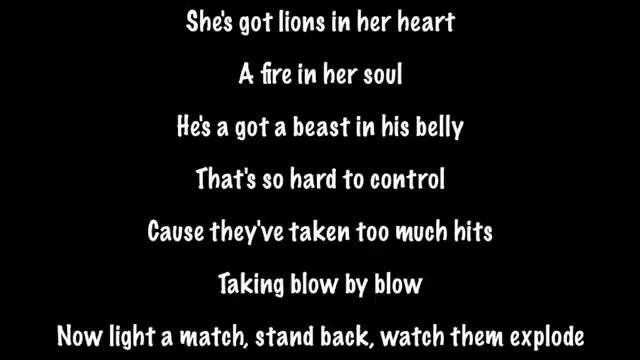 She's got lions in her heart
A fire in her soul
He's a got a beast in his belly
That's so hard to control
Cause they've taken too much hits
Taking blow by blow
Now light a match, stand back, watch them explode